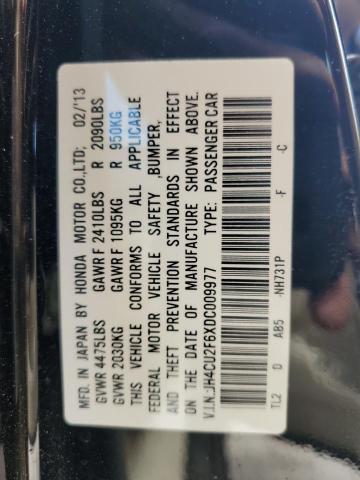 MFD. IN JAPAN BY HONDA MOTOR CO.,LTD; 02/'13
GVWR 4475LBS GAWR F 2410LBS R 2090LBS
GVWR 2030KG GAWR F 1095KG R 950KG
THIS VEHICLE CONFORMS TO ALL APPLICABLE
FEDERAL MOTOR VEHICLE SAFETY ,BUMPER,
AND THEFT PREVENTION STANDARDS IN EFFECT
ON THE DATE OF MANUFACTURE SHOWN ABOVE.
V.I.N.:JH4CU2F6XDC009977 TYPE: PASSENGER CAR
TL2 D AB5 -NH731P -F -C